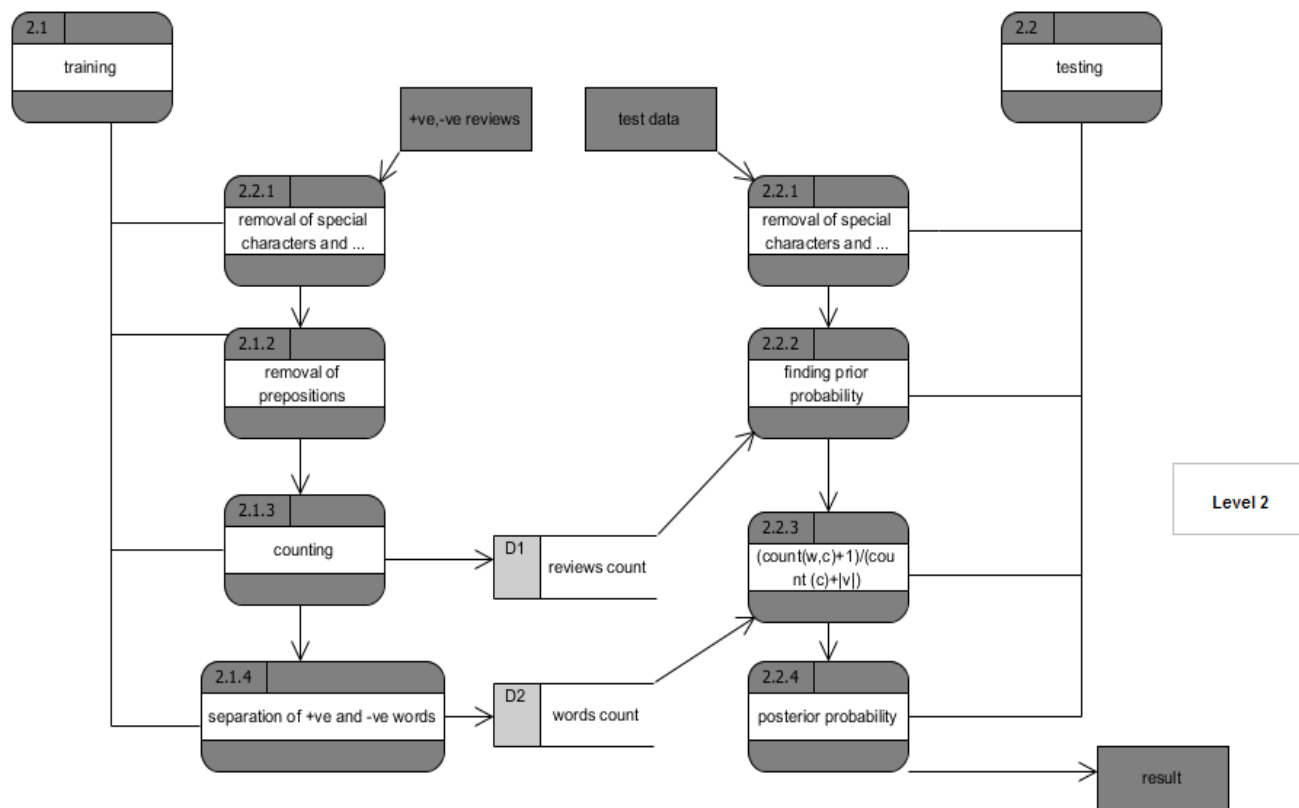 2.1
training
2.2
testing
+ve,-ve reviews
test data
2.2.1
removal of special
characters and ...
2.2.1
removal of special
characters and ...
2.1.2
removal of
prepositions
2.2.2
finding prior
probability
2.1.3
counting
D1
reviews count
2.2.3
(count(w,c)+1)/(cou
nt (c)+|v|)
Level 2
2.1.4
separation of +ve and -ve words
D2
words count
2.2.4
posterior probability
result